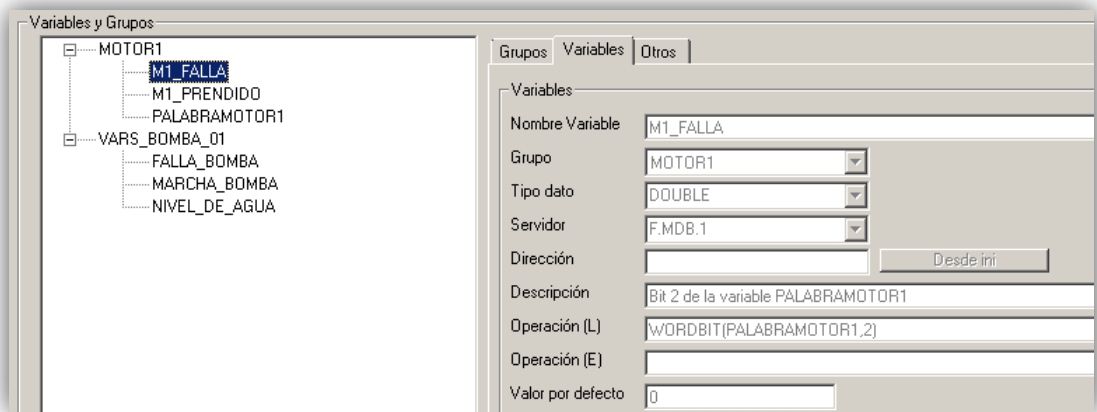 Variables y Grupos
MOTOR1
M1_FALLA
M1_PRENDIDO
PALABRAMOTOR1
VARS_BOMBA_01
FALLA_BOMBA
MARCHA_BOMBA
NIVEL_DE_AGUA
Grupos Variables Otros
Variables
Nombre Variable M1_FALLA
Grupo MOTOR1
Tipo dato DOUBLE
Servidor F.MDB.1
Dirección Desde ini
Descripción Bit 2 de la variable PALABRAMOTOR1
Operación (L) WORDBIT(PALABRAMOTOR1,2)
Operación (E)
Valor por defecto 0